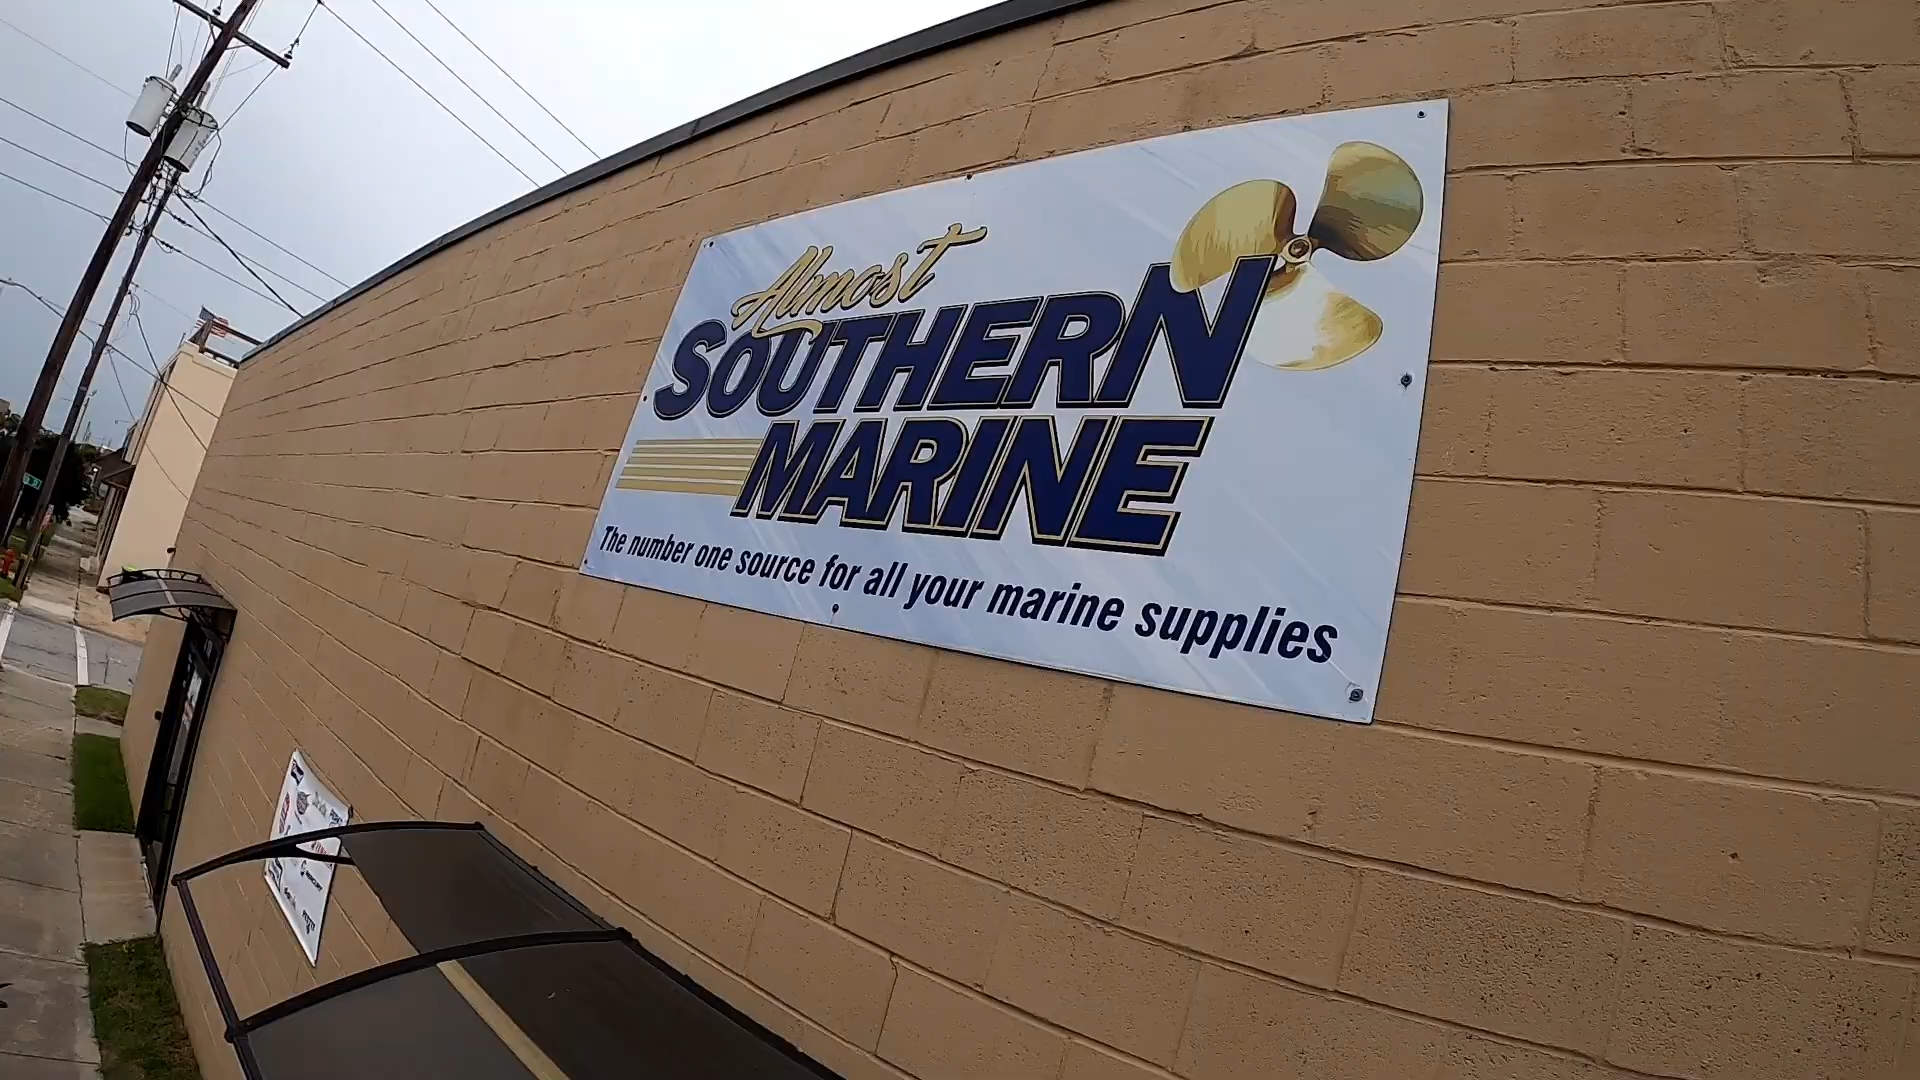 Almost
SOUTHERN
MARINE
The number one source for all your marine supplies